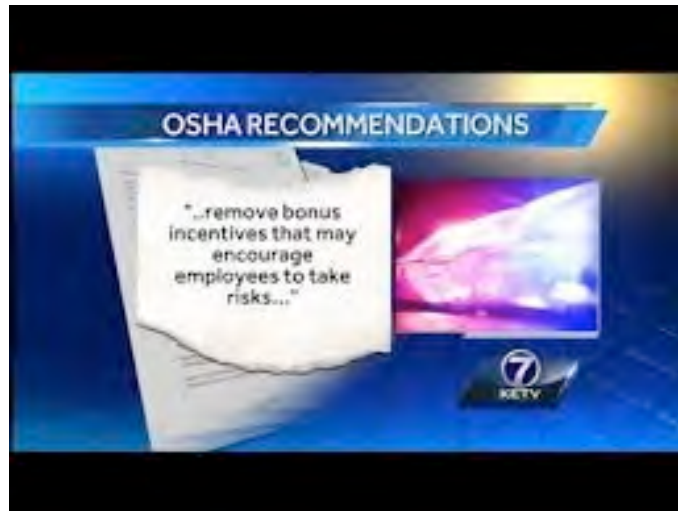 OSHA RECOMMENDATIONS
"...remove bonus
incentives that may
encourage
employees to take
risks..."
7
KETV